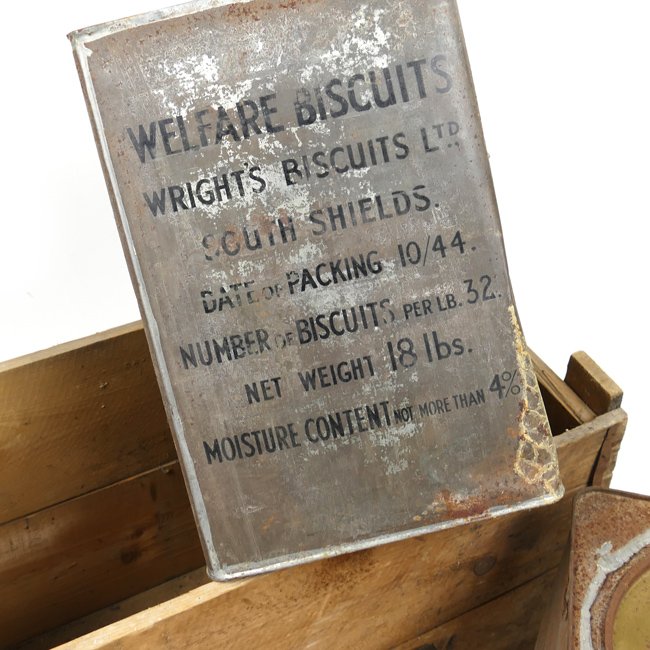 WELFARE BISCUITS
WRIGHT'S BISCUITS LTD
SOUTH SHIELDS.
DATE OF PACKING 10/44.
NUMBER OF BISCUITS PER LB. 32.
NET WEIGHT 18 lbs.
MOISTURE CONTENT NOT MORE THAN 4%